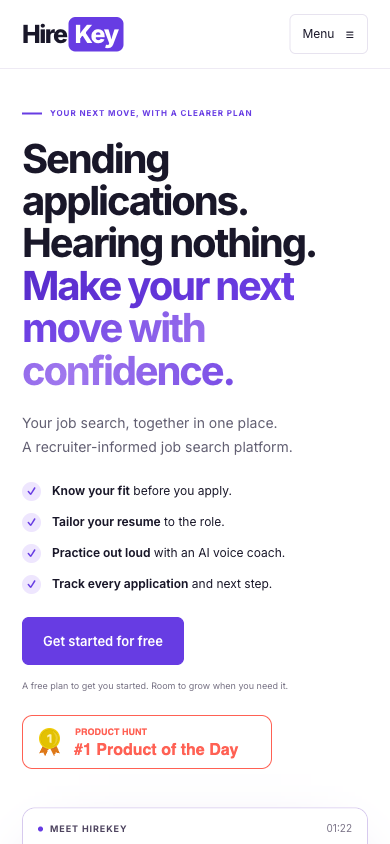 Hire Key
Menu ≡
YOUR NEXT MOVE, WITH A CLEARER PLAN
Sending
applications.
Hearing nothing.
Make your next
move with
confidence.
Your job search, together in one place.
A recruiter-informed job search platform.
Know your fit before you apply.
Tailor your resume to the role.
Practice out loud with an AI voice coach.
Track every application and next step.
Get started for free
A free plan to get you started. Room to grow when you need it.
1
PRODUCT HUNT
#1 Product of the Day
MEET HIREKEY
01:22